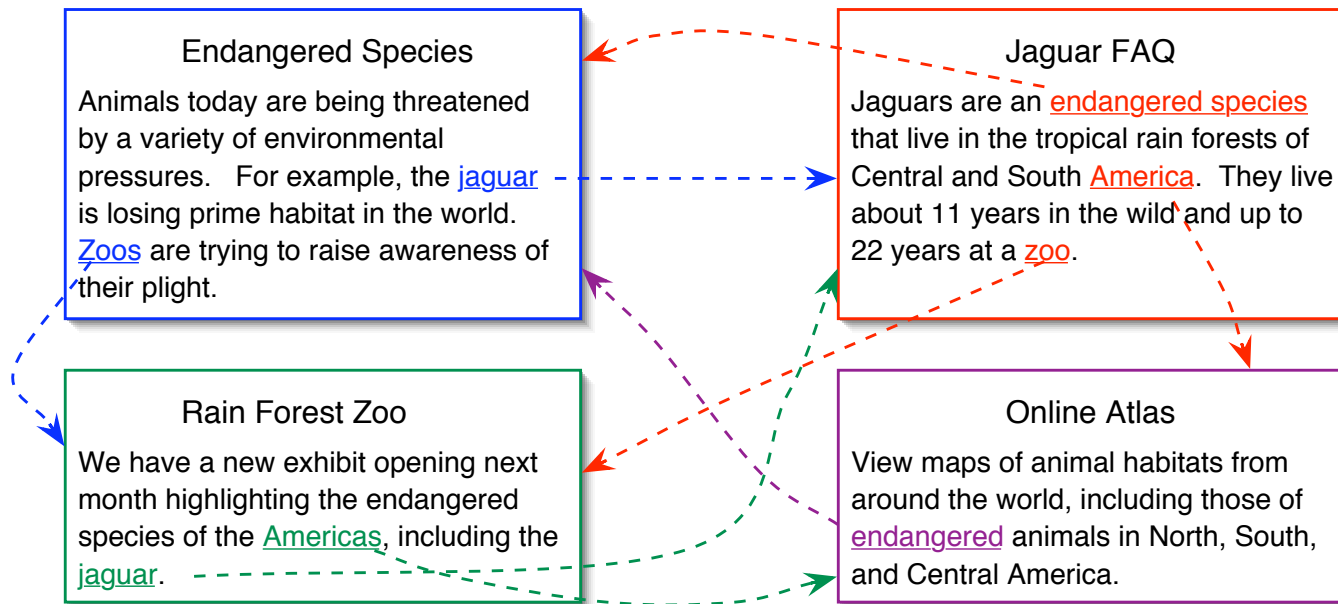 Endangered Species
Animals today are being threatened
by a variety of environmental
pressures. For example, the jaguar
is losing prime habitat in the world.
Zoos are trying to raise awareness of
their plight.
Jaguar FAQ
Jaguars are an endangered species
that live in the tropical rain forests of
Central and South America. They live
about 11 years in the wild and up to
22 years at a zoo.
Rain Forest Zoo
We have a new exhibit opening next
month highlighting the endangered
species of the Americas, including the
jaguar.
Online Atlas
View maps of animal habitats from
around the world, including those of
endangered animals in North, South,
and Central America.